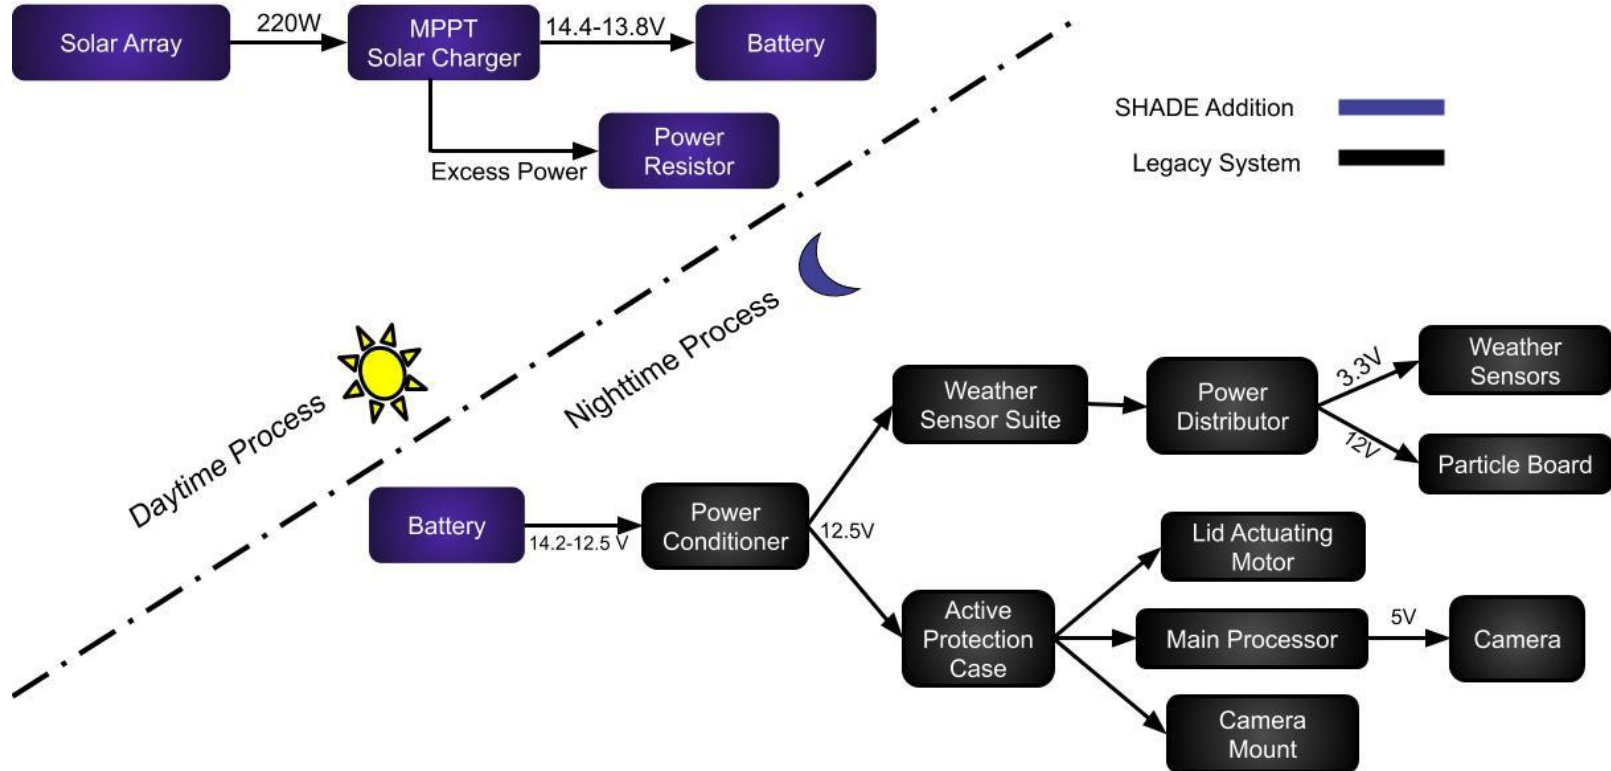 Solar Array
220W
MPPT
Solar Charger
14.4-13.8V
Battery
Excess Power
Power
Resistor
SHADE Addition
Legacy System
Daytime Process
Nighttime Process
Battery
14.2-12.5 V
Power
Conditioner
12.5V
Weather
Sensor Suite
Power
Distributor
3.3V
Weather
Sensors
12V
Particle Board
Active
Protection
Case
Lid Actuating
Motor
Main Processor
5V
Camera
Camera
Mount